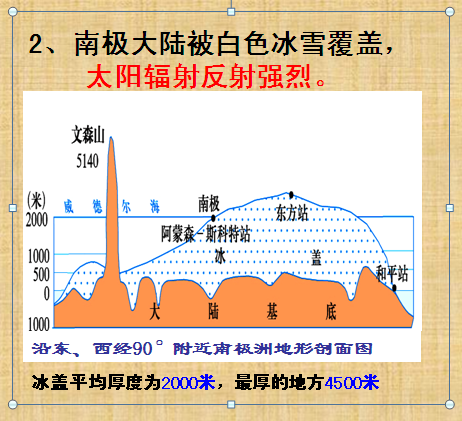 2、南极大陆被白色冰雪覆盖，
太阳辐射反射强烈。
文森山
5140
(米)
威德尔海
南极
东方站
2000
阿蒙森－斯科特站
冰盖
1000
500
和平站
0
大陆基底
1000
沿东、西经90°附近南极洲地形剖面图
冰盖平均厚度为2000米，最厚的地方4500米